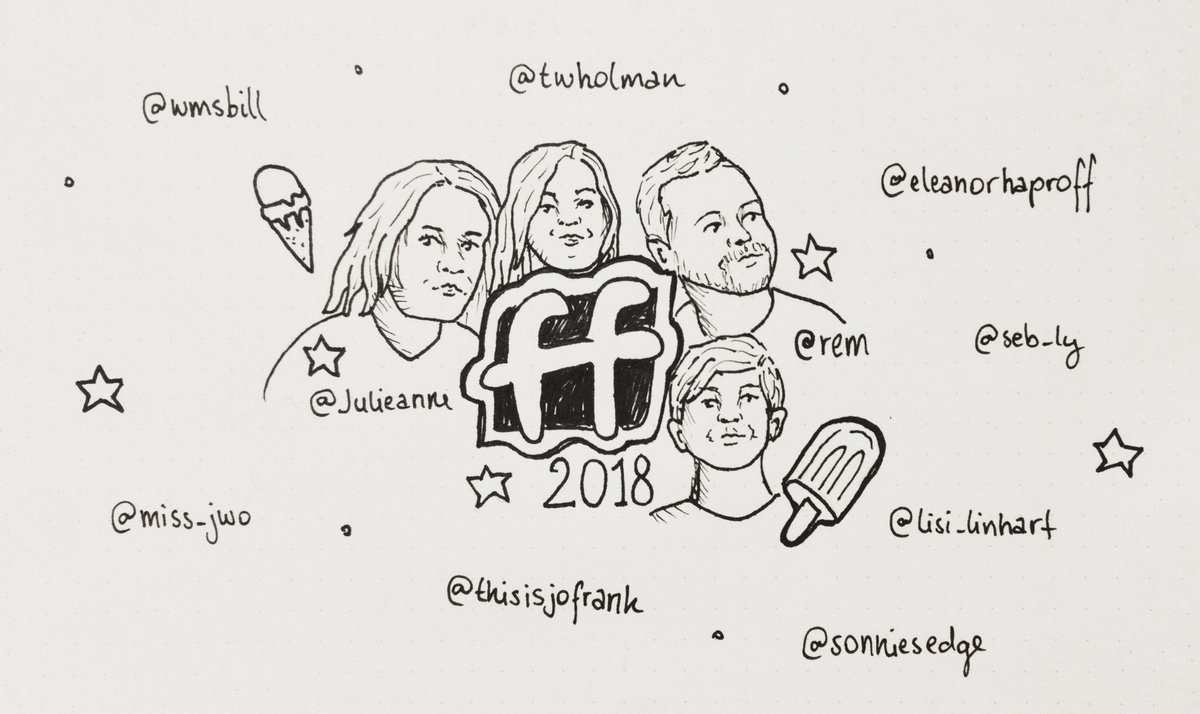 @twholman
@wmsbill
@eleanorhaproff
@rem
@seb_ly
ff
@Julieanne
2018
@miss_jwo
@lisi_linhart
@thisisjofrank
@sonniesedge